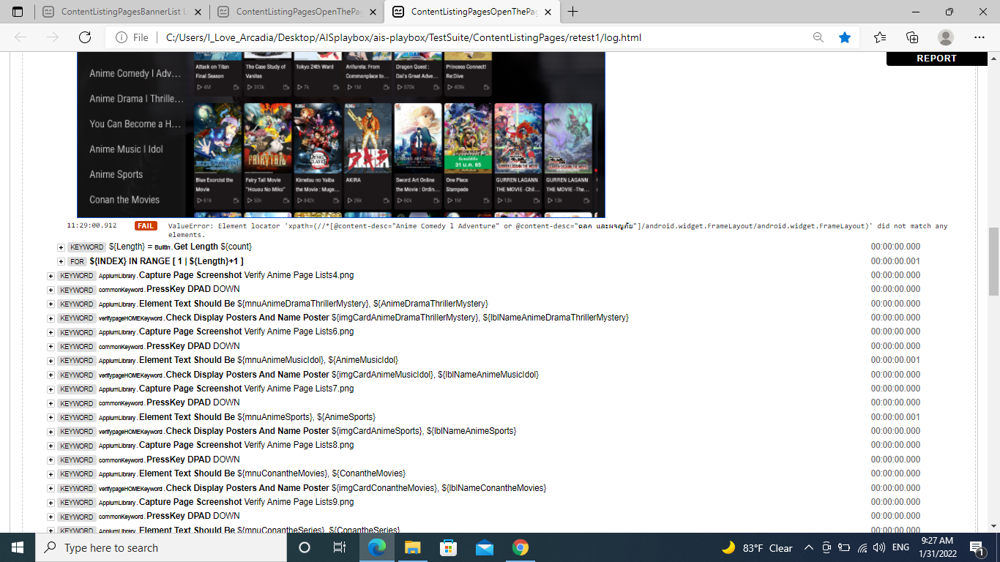 ContentListingPagesBannerList L
ContentListingPagesOpenThePag
ContentListingPagesOpenThePag
File
C:/Users/I_Love_Arcadia/Desktop/AISplaybox/ais-playbox/TestSuite/ContentListingPages/retest1/log.html
REPORT
Anime Comedy l Adv...
Anime Drama l Thrille...
You Can Become a H...
Anime Music l Idol
Anime Sports
Conan the Movies
Attack on Titan Final Season
The Case Study of Vanitas
Tokyo 24th Ward
Arifureta: From Commonplace to...
Dragon Quest : Dai's Great Adve...
Princess Connect! Re:Dive
4M
313k
7k
1M
870k
408k
FAIRY TAIL
DEMON SLAYER
SWORD ART ONLINE
รับชมได้ถึง
31 ม.ค. 65
Blue Exorcist the Movie
Fairy Tail Movie "Houou No Miko"
Kimetsu no Yaiba the Movie : Muge...
AKIRA
Sword Art Online the Movie : Ordin...
One Piece Stampede
GURREN LAGANN THE MOVIE -Chil...
GURREN LAGANN THE MOVIE -The...
81k
53k
842k
26k
60k
1M
13k
13k
11:29:00.912 FAIL ValueError: Element locator 'xpath=(//*[@content-desc="Anime Comedy l Adventure" or @content-desc="ตลก และผจญภัย"]/android.widget.FrameLayout/android.widget.FrameLayout)' did not match any
elements.
KEYWORD ${Length} = BuiltIn.Get Length ${count} 00:00:00.000
FOR ${INDEX} IN RANGE [ 1 | ${Length}+1 ] 00:00:00.001
KEYWORD AppiumLibrary.Capture Page Screenshot Verify Anime Page Lists4.png 00:00:00.000
KEYWORD commonKeyword.PressKey DPAD DOWN 00:00:00.000
KEYWORD AppiumLibrary.Element Text Should Be ${mnuAnimeDramaThrillerMystery}, ${AnimeDramaThrillerMystery} 00:00:00.000
KEYWORD verifypageHOMEKeyword.Check Display Posters And Name Poster ${imgCardAnimeDramaThrillerMystery}, ${lblNameAnimeDramaThrillerMystery} 00:00:00.000
KEYWORD AppiumLibrary.Capture Page Screenshot Verify Anime Page Lists6.png 00:00:00.000
KEYWORD commonKeyword.PressKey DPAD DOWN 00:00:00.000
KEYWORD AppiumLibrary.Element Text Should Be ${mnuAnimeMusicIdol}, ${AnimeMusicIdol} 00:00:00.001
KEYWORD verifypageHOMEKeyword.Check Display Posters And Name Poster ${imgCardAnimeMusicIdol}, ${lblNameAnimeMusicIdol} 00:00:00.000
KEYWORD AppiumLibrary.Capture Page Screenshot Verify Anime Page Lists7.png 00:00:00.000
KEYWORD commonKeyword.PressKey DPAD DOWN 00:00:00.000
KEYWORD AppiumLibrary.Element Text Should Be ${mnuAnimeSports}, ${AnimeSports} 00:00:00.001
KEYWORD verifypageHOMEKeyword.Check Display Posters And Name Poster ${imgCardAnimeSports}, ${lblNameAnimeSports} 00:00:00.000
KEYWORD AppiumLibrary.Capture Page Screenshot Verify Anime Page Lists8.png 00:00:00.000
KEYWORD commonKeyword.PressKey DPAD DOWN 00:00:00.000
KEYWORD AppiumLibrary.Element Text Should Be ${mnuConantheMovies}, ${ConantheMovies} 00:00:00.000
KEYWORD verifypageHOMEKeyword.Check Display Posters And Name Poster ${imgCardConantheMovies}, ${lblNameConantheMovies} 00:00:00.000
KEYWORD AppiumLibrary.Capture Page Screenshot Verify Anime Page Lists9.png 00:00:00.000
KEYWORD commonKeyword.PressKey DPAD DOWN 00:00:00.000
KEYWORD AppiumLibrary.Element Text Should Be ${mnuConantheSeries}, ${ConantheSeries} 00:00:00.000
Type here to search
83°F Clear
ENG
9:27 AM
1/31/2022
1